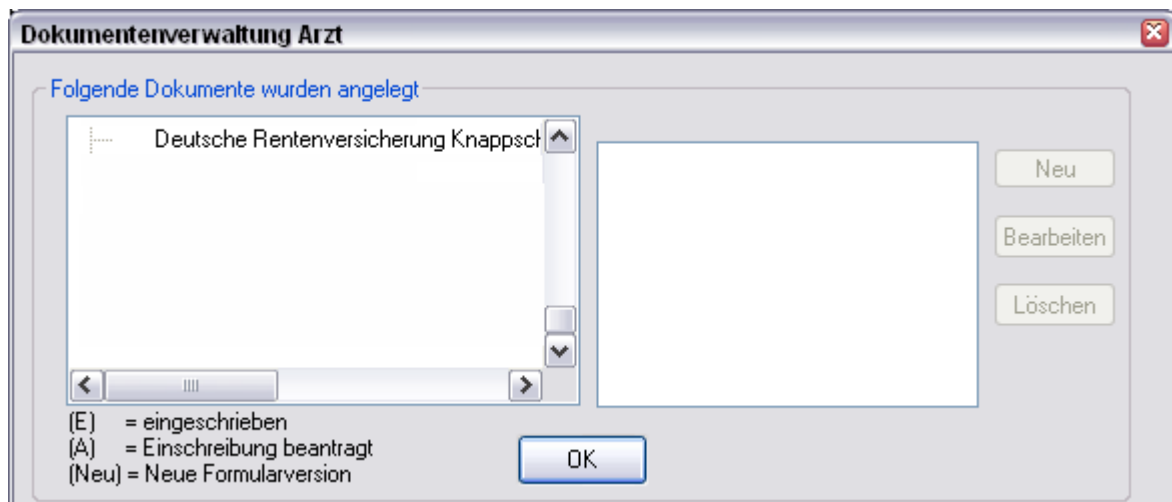 Dokumentenverwaltung Arzt
Folgende Dokumente wurden angelegt
Deutsche Rentenversicherung Knappsch
Neu
Bearbeiten
Löschen
(E) = eingeschrieben
(A) = Einschreibung beantragt
(Neu) = Neue Formularversion
OK